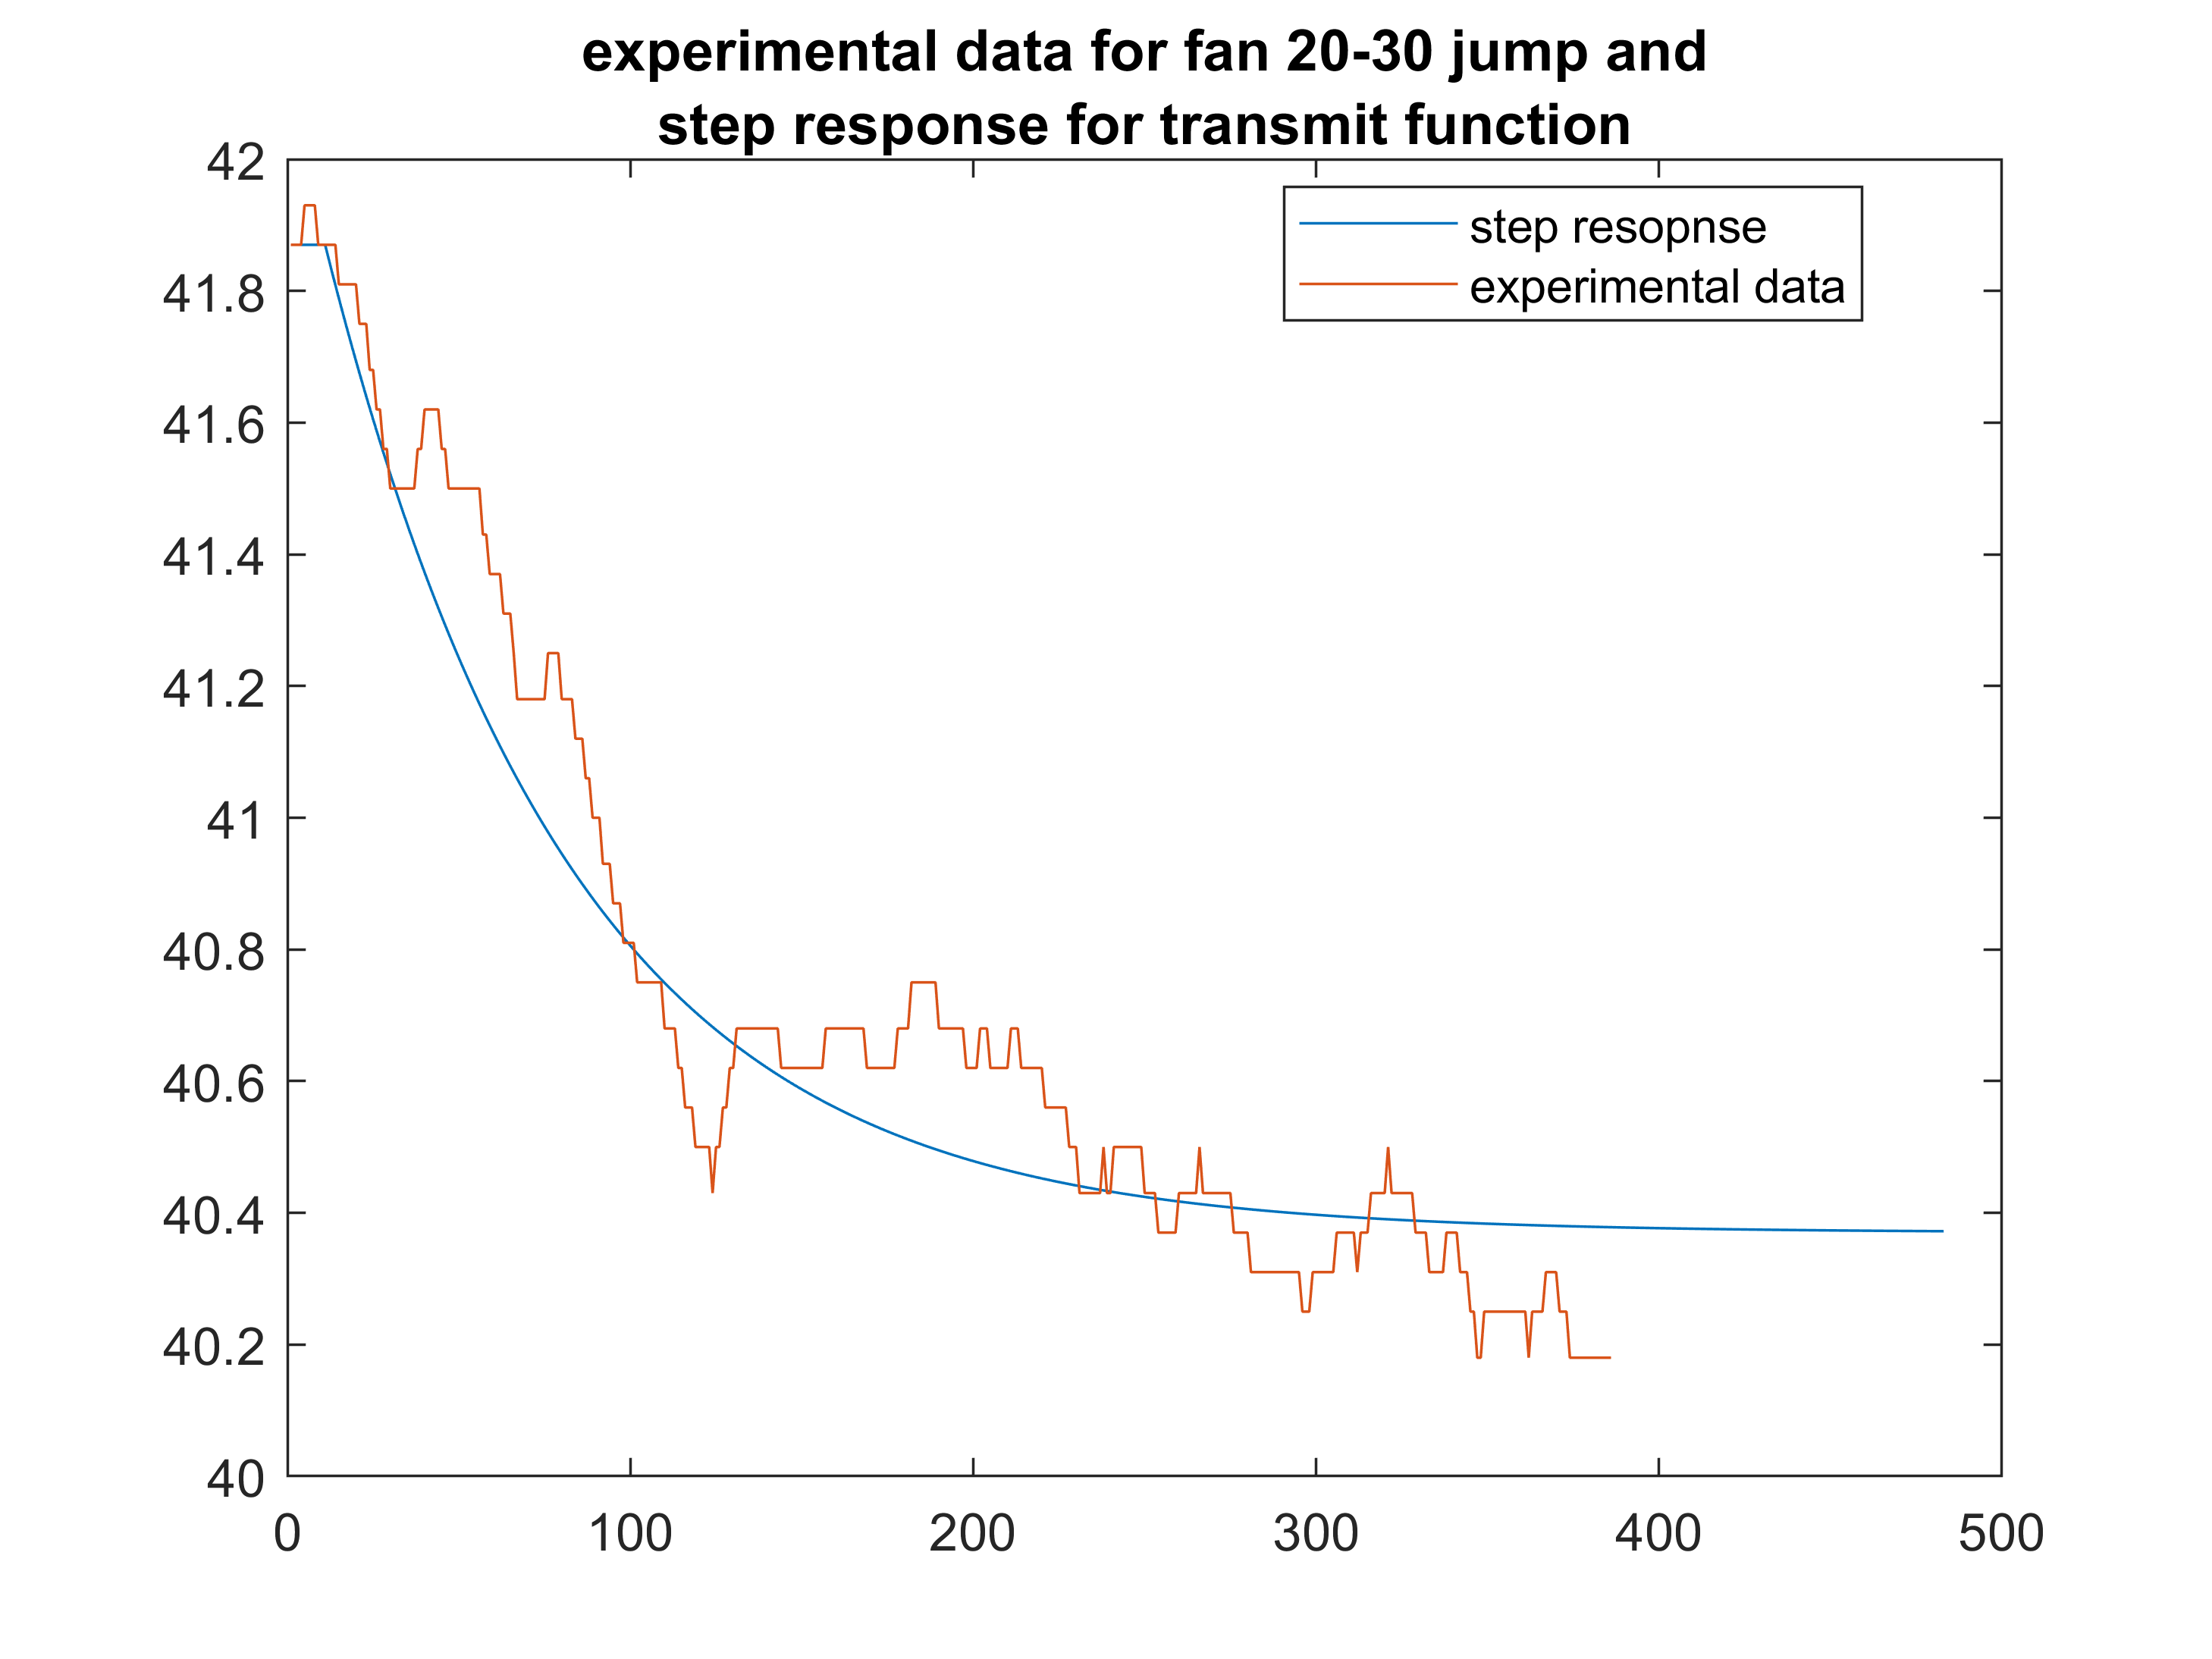 experimental data for fan 20-30 jump and
step response for transmit function
42
41.8
41.6
41.4
41.2
41
40.8
40.6
40.4
40.2
40
step resopnse
experimental data
0 100 200 300 400 500